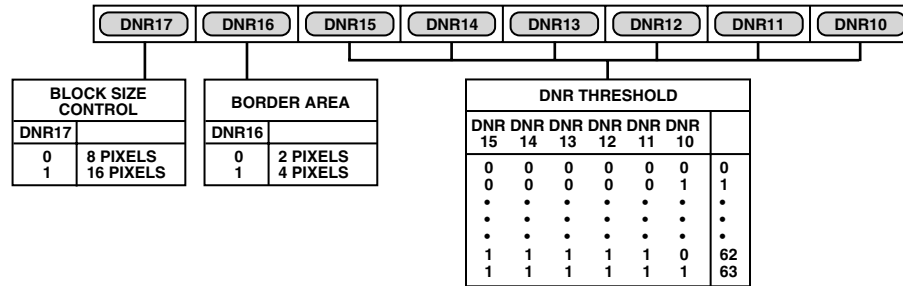 DNR17 DNR16 DNR15 DNR14 DNR13 DNR12 DNR11 DNR10
BLOCK SIZE
CONTROL
DNR17
0 8 PIXELS
1 16 PIXELS
BORDER AREA
DNR16
0 2 PIXELS
1 4 PIXELS
DNR THRESHOLD
DNR DNR DNR DNR DNR DNR
15 14 13 12 11 10
0 0 0 0 0 0 0
0 0 0 0 0 1 1
• • • • • • •
• • • • • • •
• • • • • • •
1 1 1 1 1 0 62
1 1 1 1 1 1 63